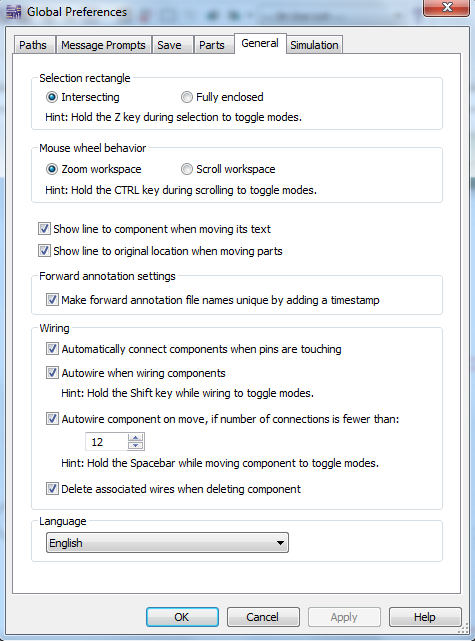 Global Preferences
Paths Message Prompts Save Parts General Simulation
Selection rectangle
Intersecting Fully enclosed
Hint: Hold the Z key during selection to toggle modes.
Mouse wheel behavior
Zoom workspace Scroll workspace
Hint: Hold the CTRL key during scrolling to toggle modes.
Show line to component when moving its text
Show line to original location when moving parts
Forward annotation settings
Make forward annotation file names unique by adding a timestamp
Wiring
Automatically connect components when pins are touching
Autowire when wiring components
Hint: Hold the Shift key while wiring to toggle modes.
Autowire component on move, if number of connections is fewer than:
12
Hint: Hold the Spacebar while moving component to toggle modes.
Delete associated wires when deleting component
Language
English
OK Cancel Apply Help